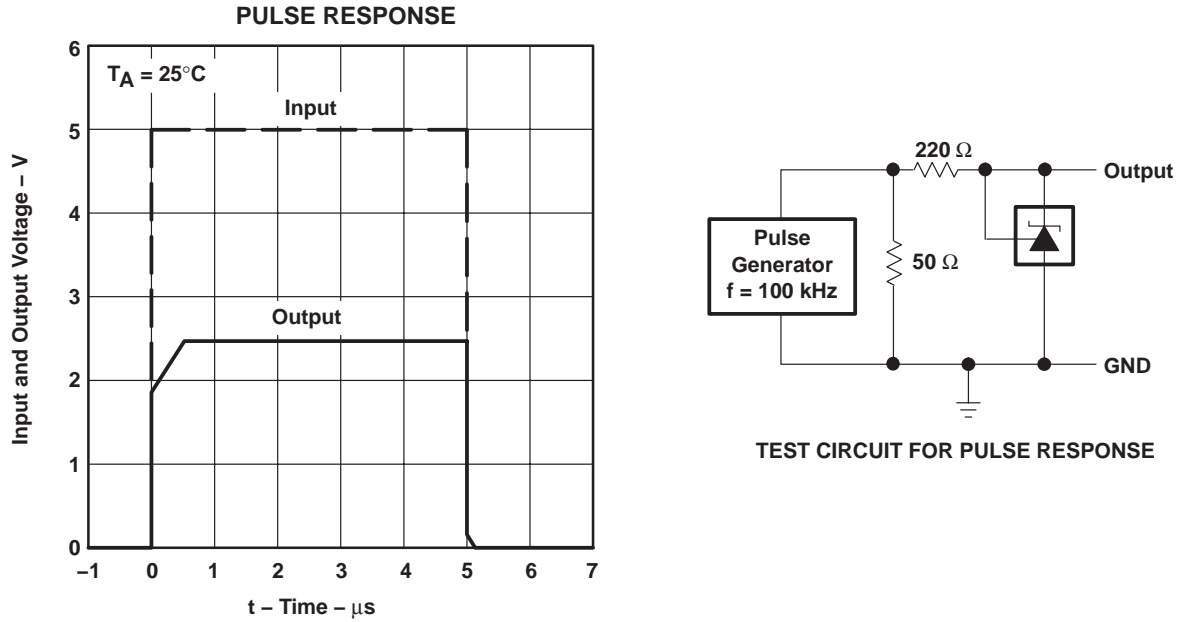 PULSE RESPONSE
6
5
4
3
2
1
0
TA = 25°C
Input
Output
–1 0 1 2 3 4 5 6 7
t – Time – μs
Input and Output Voltage – V
220 Ω
Output
Pulse
Generator
f = 100 kHz
50 Ω
GND
TEST CIRCUIT FOR PULSE RESPONSE